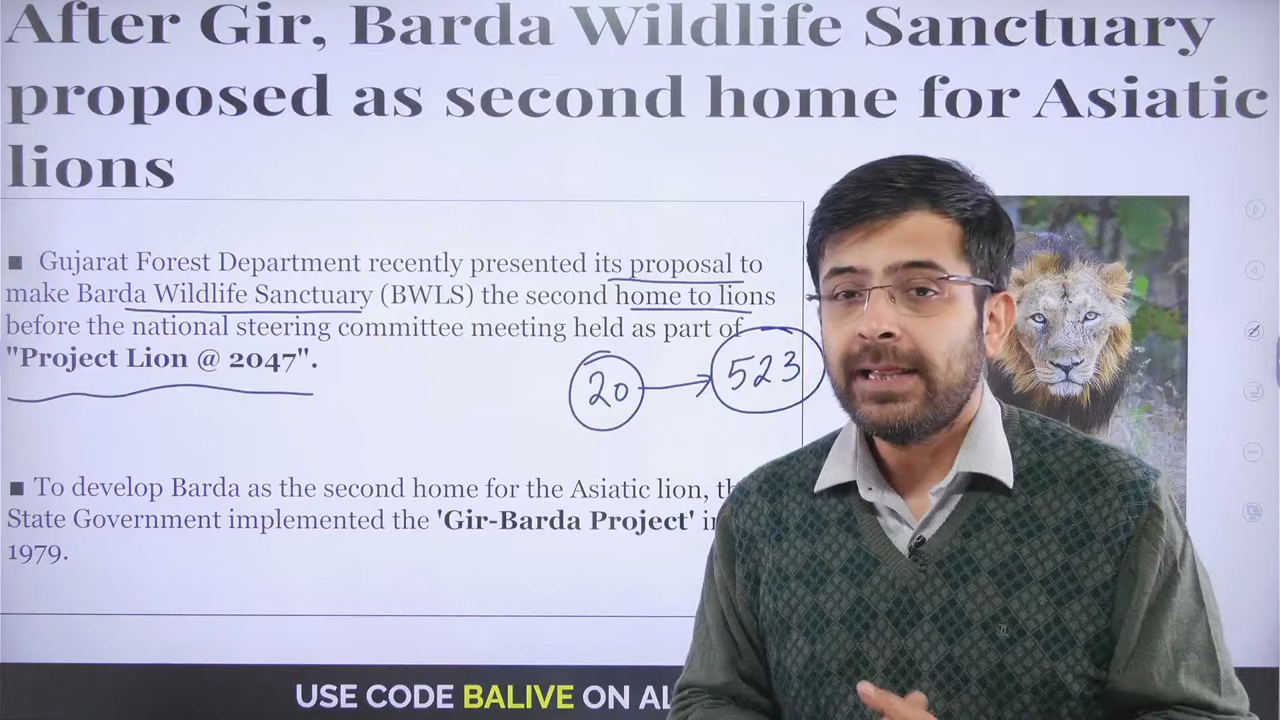 After Gir, Barda Wildlife Sanctuary
proposed as second home for Asiatic
lions
■ Gujarat Forest Department recently presented its proposal to
make Barda Wildlife Sanctuary (BWLS) the second home to lions
before the national steering committee meeting held as part of
"Project Lion @ 2047".
20 → 523
■ To develop Barda as the second home for the Asiatic lion,
State Government implemented the 'Gir-Barda Project'
1979.
USE CODE BALIVE ON